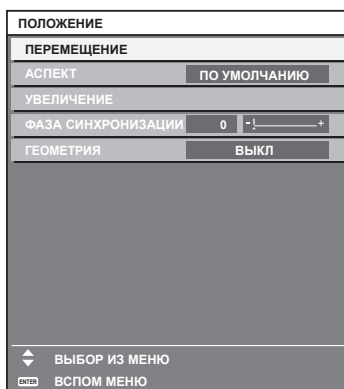 ПОЛОЖЕНИЕ
ПЕРЕМЕЩЕНИЕ
АСПЕКТ ПО УМОЛЧАНИЮ
УВЕЛИЧЕНИЕ
ФАЗА СИНХРОНИЗАЦИИ 0 - +
ГЕОМЕТРИЯ ВЫКЛ
ВЫБОР ИЗ МЕНЮ
ENTER ВСПОМ МЕНЮ